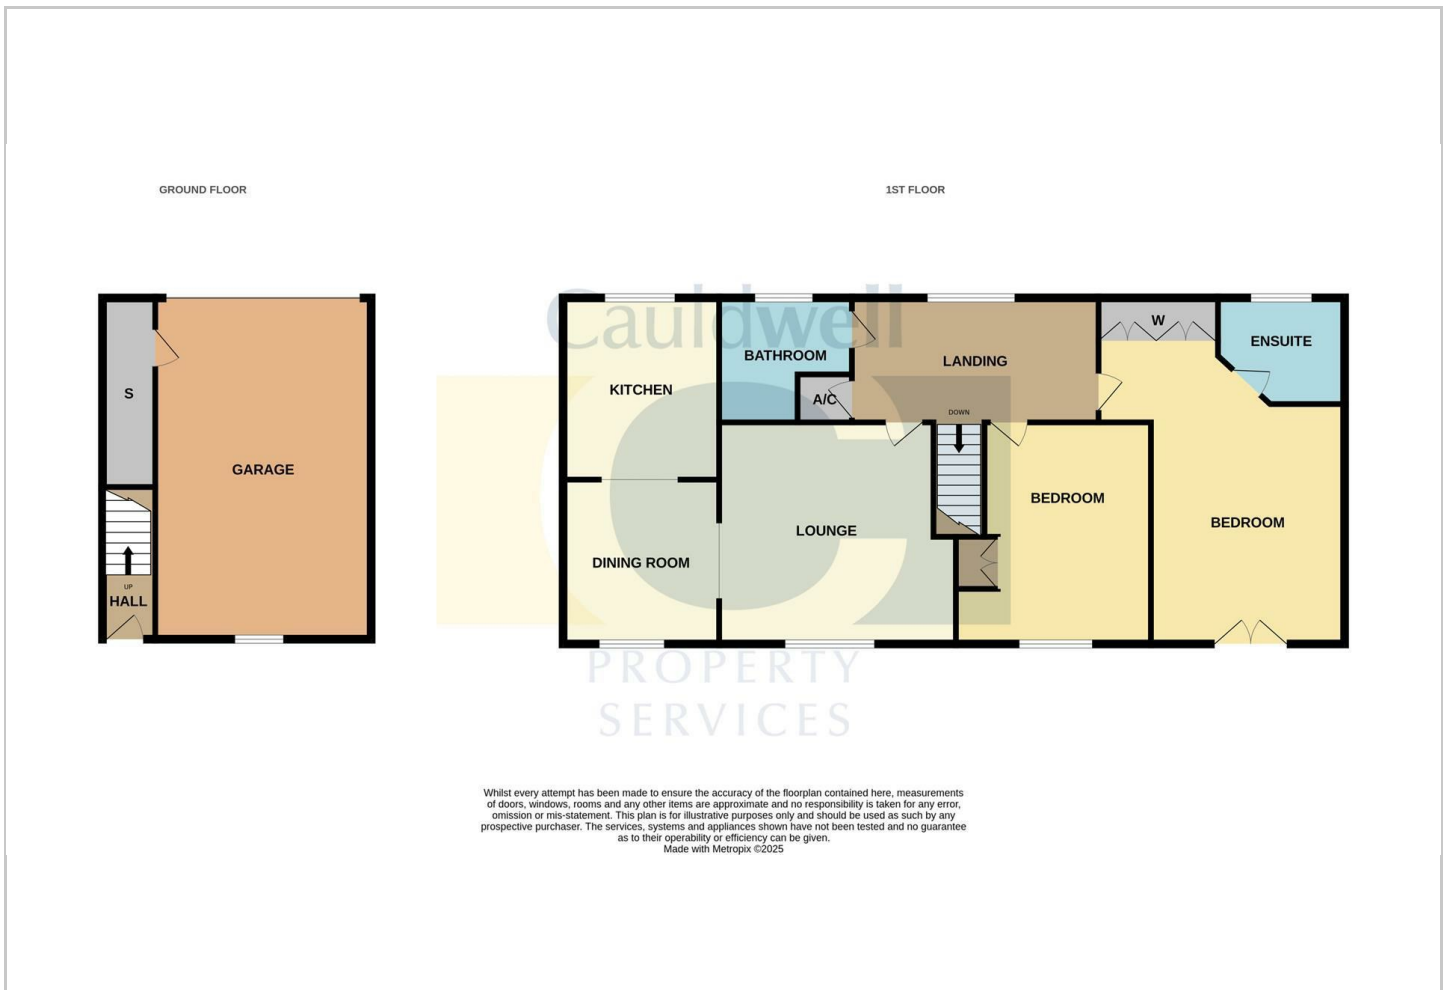 GROUND FLOOR
1ST FLOOR
Cauldwell
W
ENSUITE
BATHROOM
LANDING
KITCHEN
S
A/C
DOWN
GARAGE
BEDROOM
BEDROOM
LOUNGE
DINING ROOM
UP
HALL
PROPERTY
SERVICES
Whilst every attempt has been made to ensure the accuracy of the floorplan contained here, measurements
of doors, windows, rooms and any other items are approximate and no responsibility is taken for any error,
omission or mis-statement. This plan is for illustrative purposes only and should be used as such by any
prospective purchaser. The services, systems and appliances shown have not been tested and no guarantee
as to their operability or efficiency can be given.
Made with Metropix ©2025